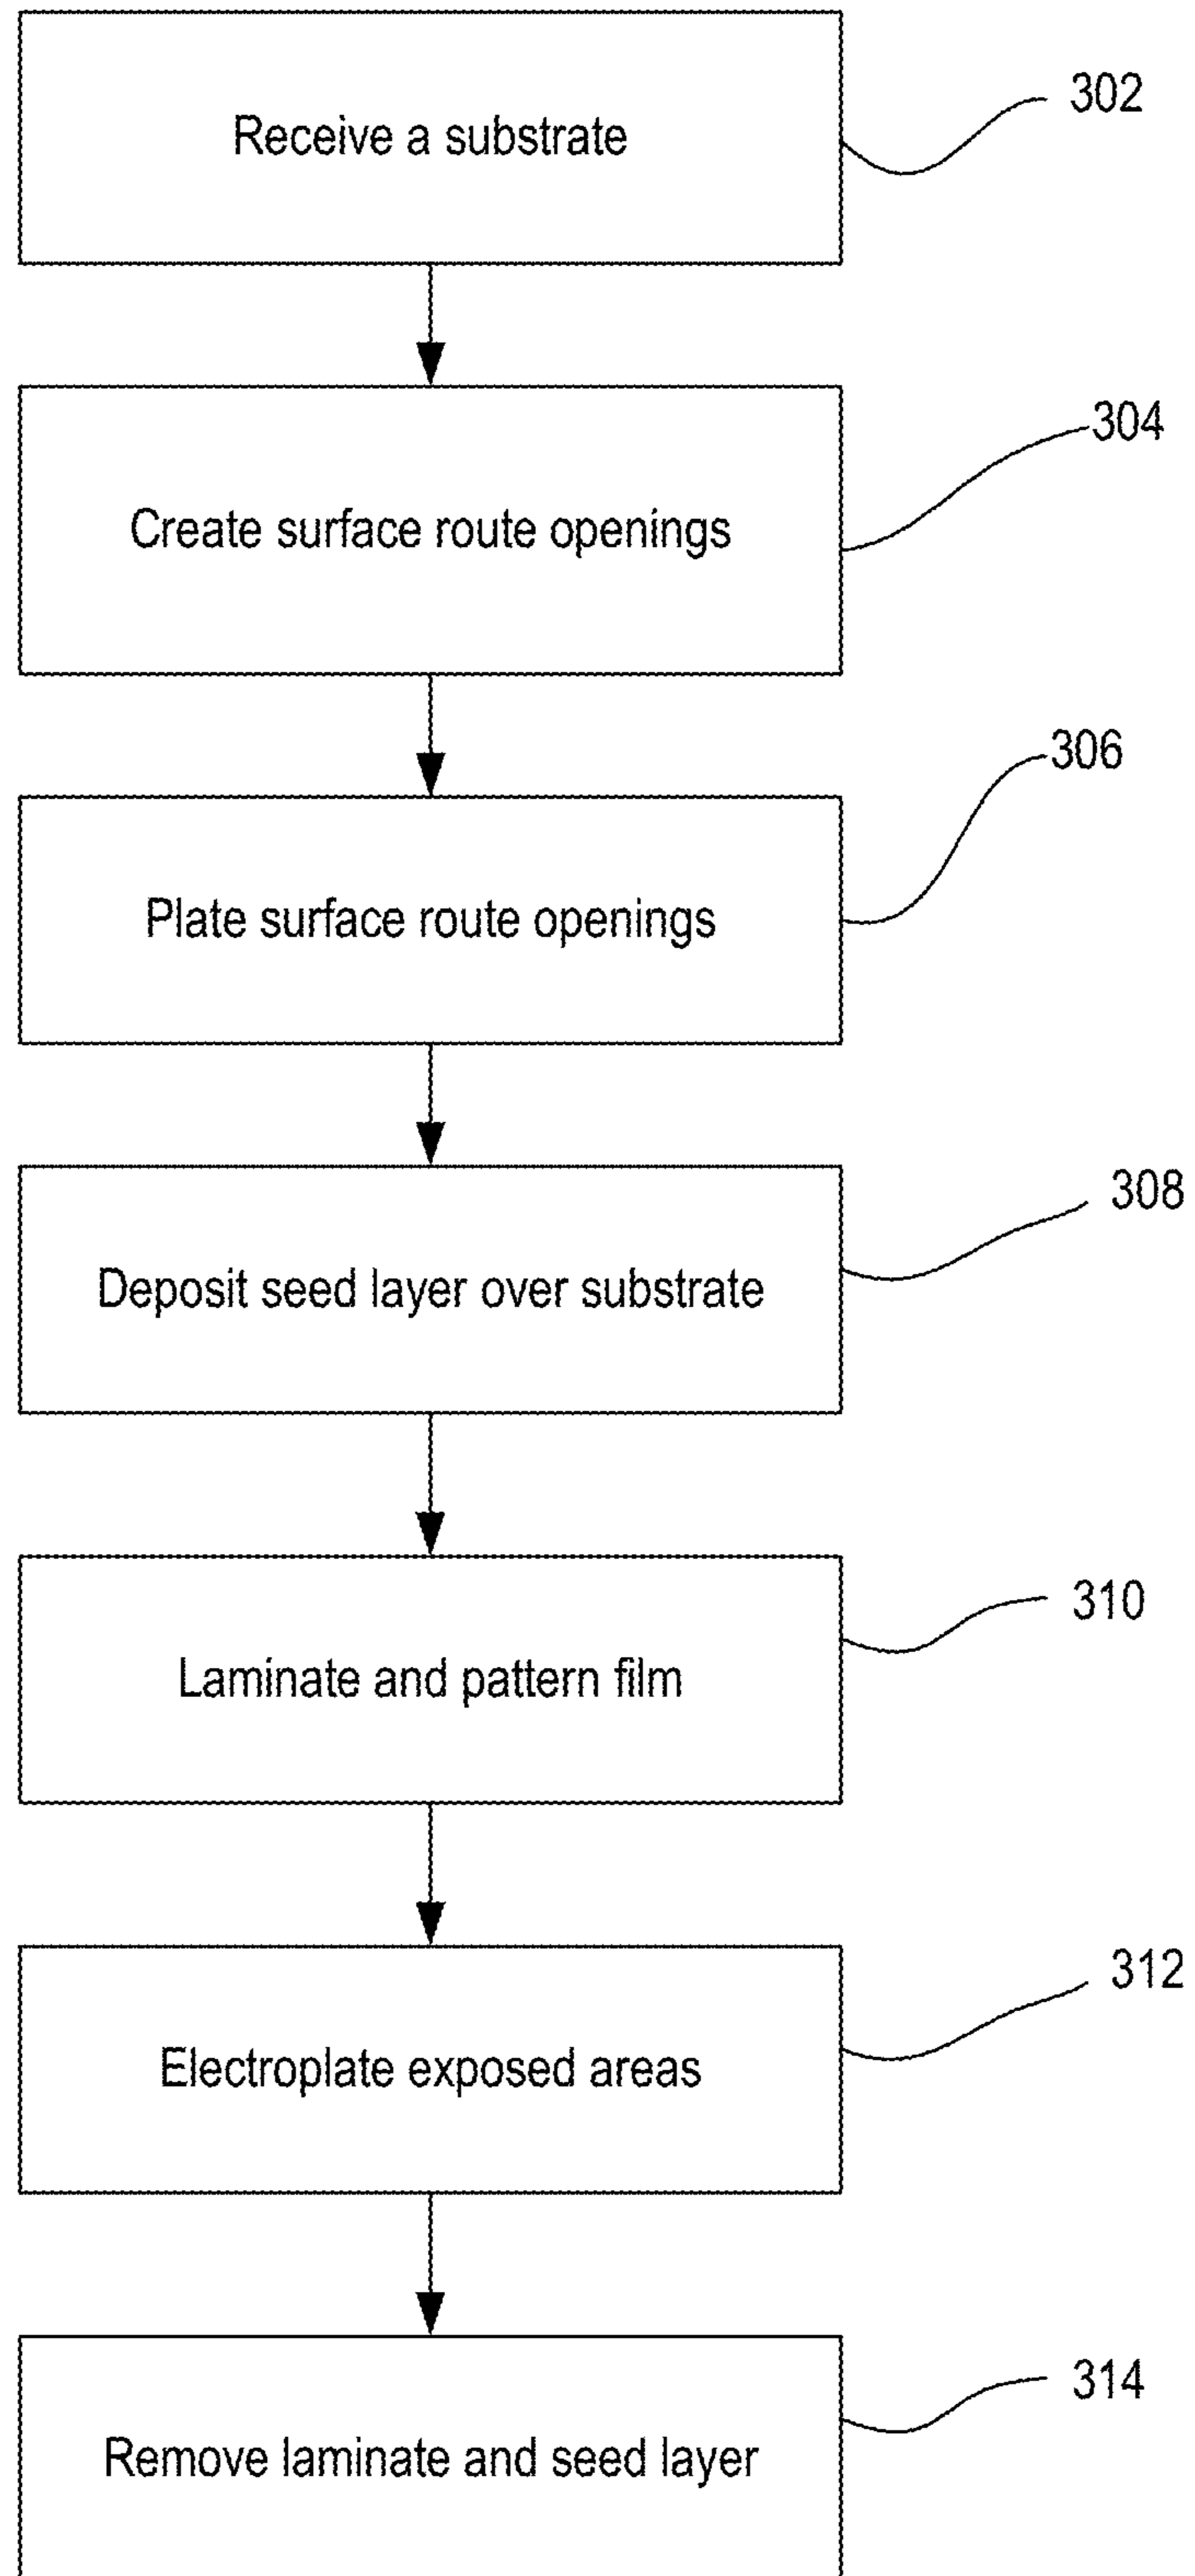 Receive a substrate
302
Create surface route openings
304
Plate surface route openings
306
Deposit seed layer over substrate
308
Laminate and pattern film
310
Electroplate exposed areas
312
Remove laminate and seed layer
314